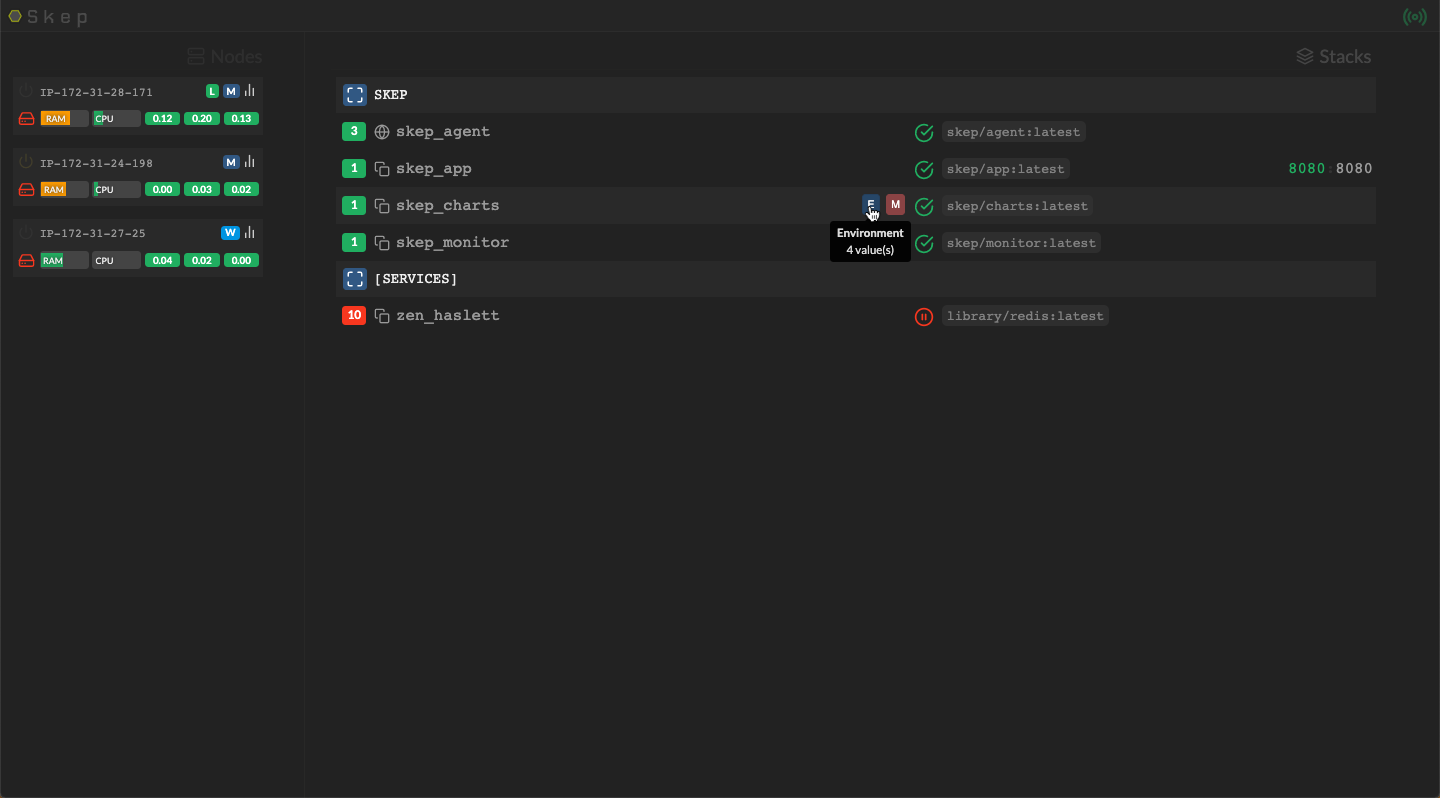 Skep
Nodes
IP-172-31-28-171 L M
RAM CPU 0.12 0.20 0.13
IP-172-31-24-198 M
RAM CPU 0.00 0.03 0.02
IP-172-31-27-25 W
RAM CPU 0.04 0.02 0.00
Stacks
SKEP
3 skep_agent skep/agent:latest
1 skep_app skep/app:latest 8080:8080
1 skep_charts E M skep/charts:latest
1 skep_monitor skep/monitor:latest
Environment
4 value(s)
[SERVICES]
10 zen_haslett library/redis:latest